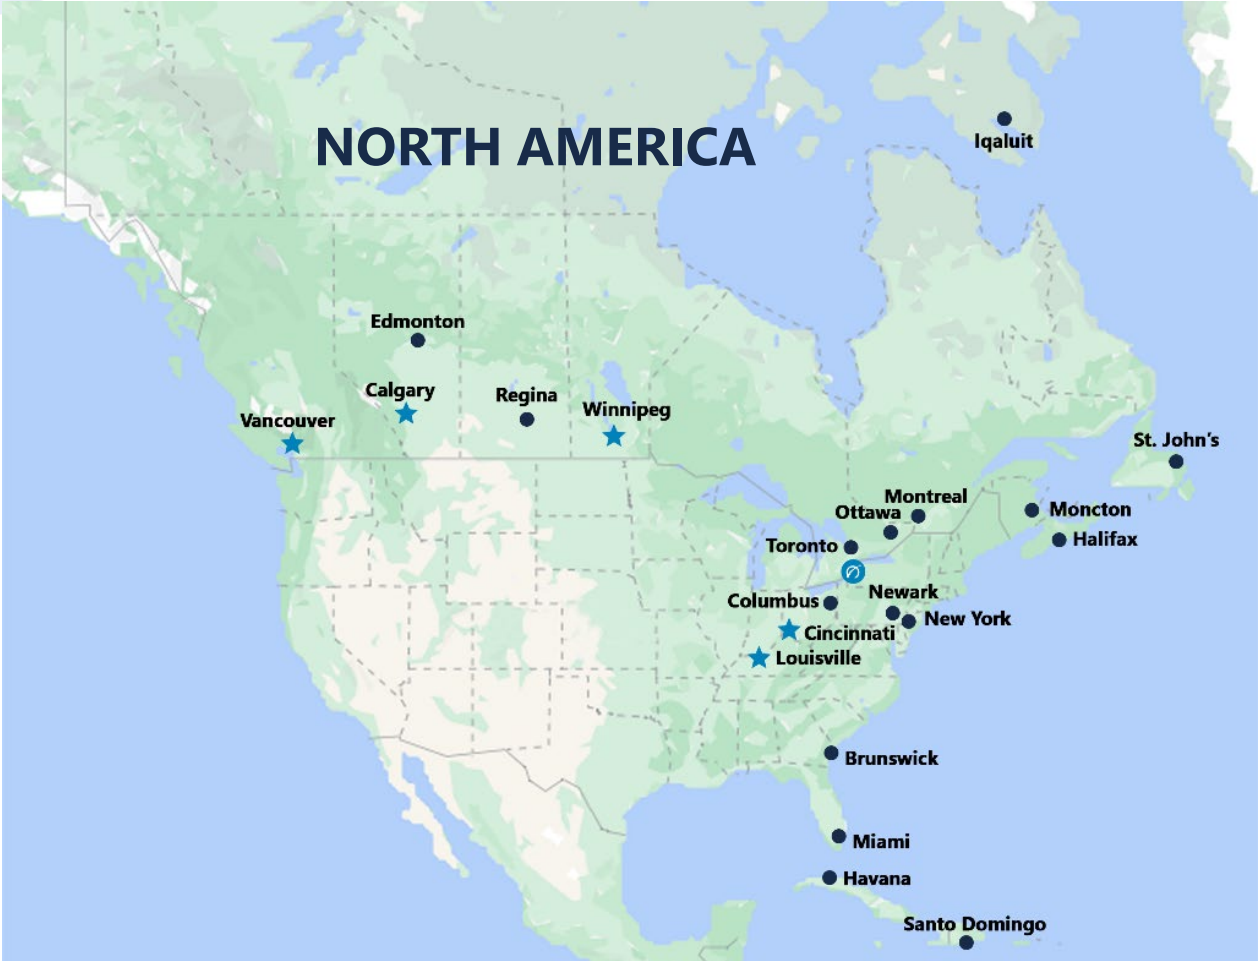 NORTH AMERICA
Iqaluit
Edmonton
Calgary
Regina
Winnipeg
Vancouver
St. John's
Montreal
Ottawa
Moncton
Halifax
Toronto
Newark
Columbus
New York
Cincinnati
Louisville
Brunswick
Miami
Havana
Santo Domingo